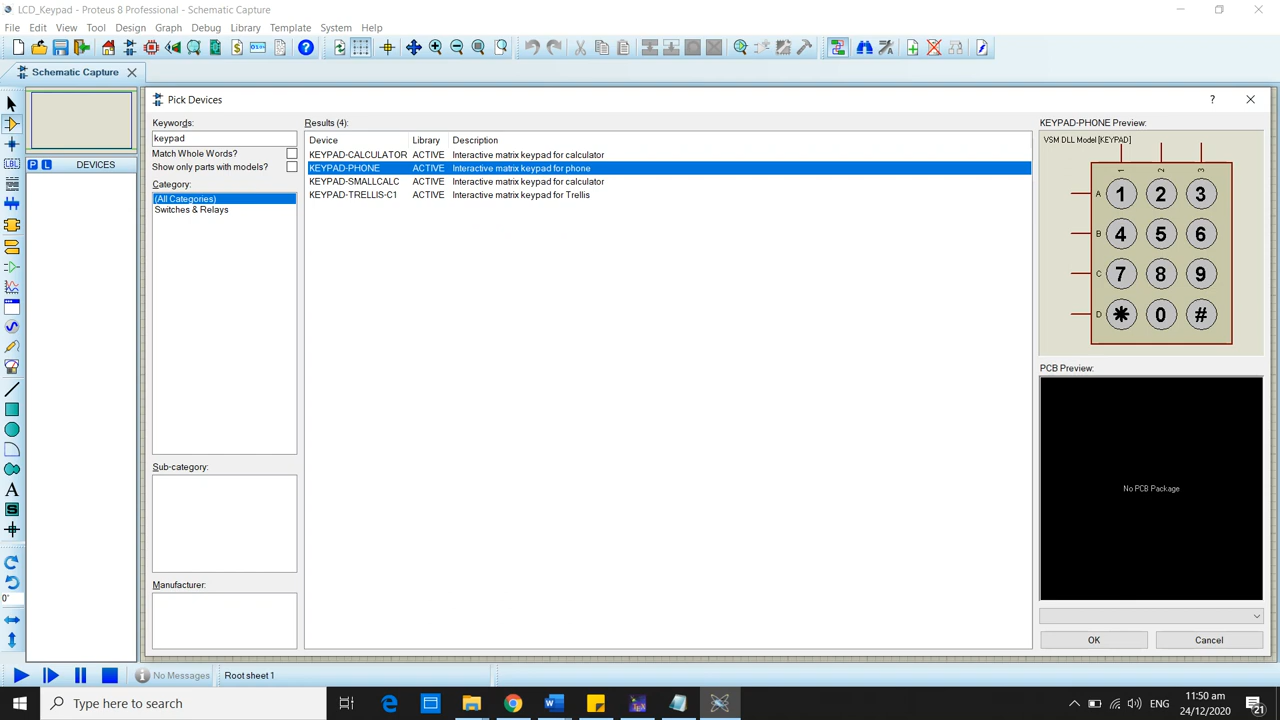 LCD_Keypad - Proteus 8 Professional - Schematic Capture
File Edit View Tool Design Graph Debug Library Template System Help
Schematic Capture
Pick Devices
Keywords:
keypad
Match Whole Words?
Show only parts with models?
Category:
(All Categories)
Switches & Relays
Sub-category:
Manufacturer:
Results (4):
Device Library Description
KEYPAD-CALCULATOR ACTIVE Interactive matrix keypad for calculator
KEYPAD-PHONE ACTIVE Interactive matrix keypad for phone
KEYPAD-SMALLCALC ACTIVE Interactive matrix keypad for calculator
KEYPAD-TRELLIS-C1 ACTIVE Interactive matrix keypad for Trellis
KEYPAD-PHONE Preview:
VSM DLL Model [KEYPAD]
1 2 3
A 1 2 3
B 4 5 6
C 7 8 9
D * 0 #
PCB Preview:
No PCB Package
OK Cancel
P L DEVICES
LBL
A
S
0°
No Messages Root sheet 1
Type here to search
ENG
11:50 am
24/12/2020
21